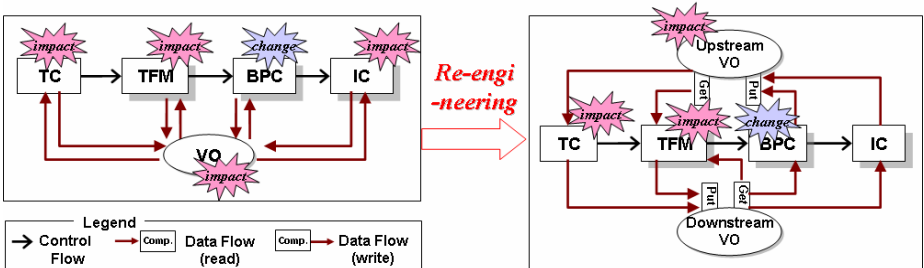 impact
impact
change
impact
TC
TFM
BPC
IC
VO
impact
Re-engi
-neering
impact
Upstream
VO
Get
Put
impact
impact
change
TC
TFM
BPC
IC
Put
Get
Downstream
VO
Legend
Control
Flow
Comp.
Data Flow
(read)
Comp.
Data Flow
(write)